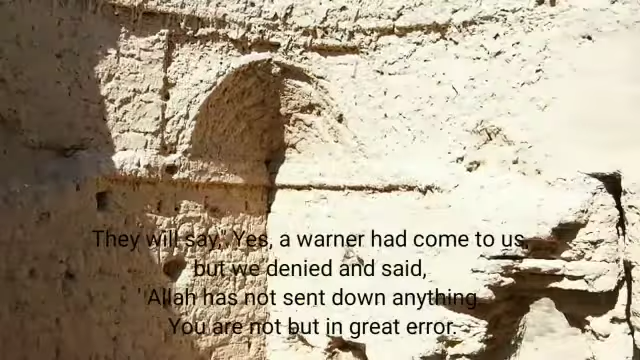 They will say," Yes, a warner had come to us,
but we denied and said,
' Allah has not sent down anything.
You are not but in great error.